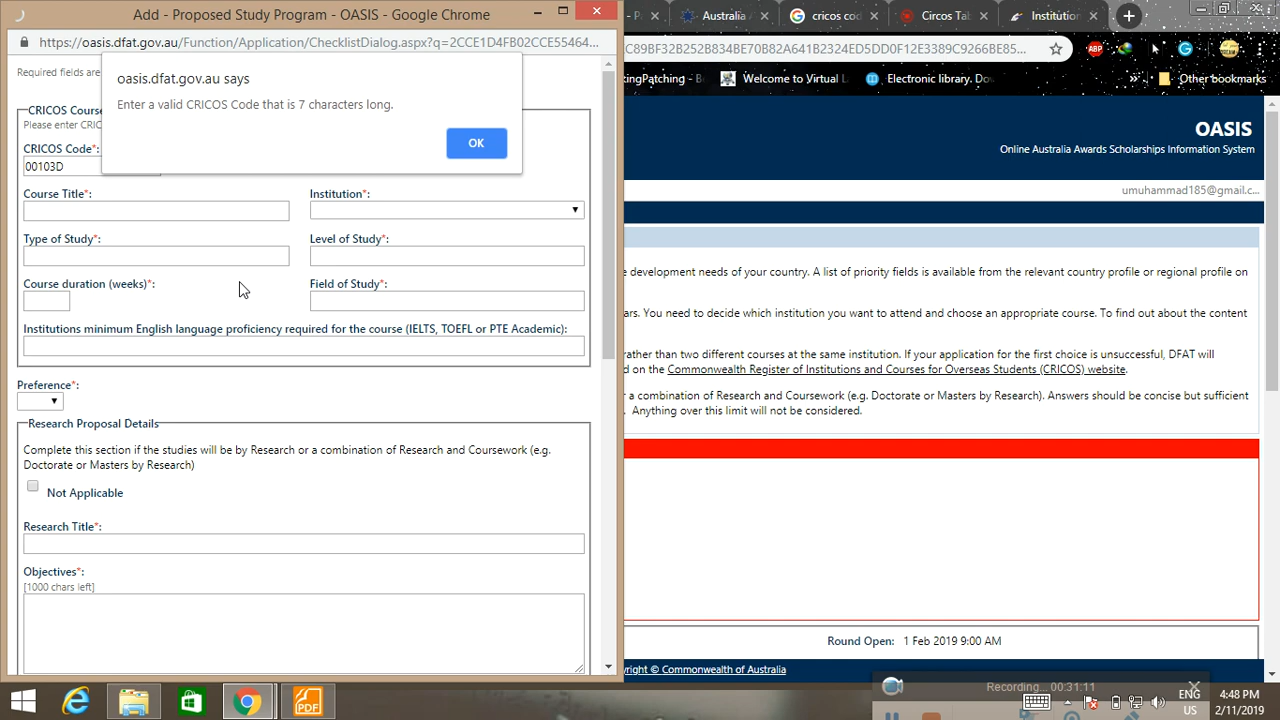 Add - Proposed Study Program - OASIS - Google Chrome
https://oasis.dfat.gov.au/Function/Application/ChecklistDialog.aspx?q=2CCE1D4FB02CCE55464...
Required fields are
oasis.dfat.gov.au says
Enter a valid CRICOS Code that is 7 characters long.
OK
CRICOS Cours
Please enter CRIC
CRICOS Code*:
00103D
Course Title*:
Institution*:
Type of Study*:
Level of Study*:
Course duration (weeks)*:
Field of Study*:
Institutions minimum English language proficiency required for the course (IELTS, TOEFL or PTE Academic):
Preference*:
Research Proposal Details
Complete this section if the studies will be by Research or a combination of Research and Coursework (e.g.
Doctorate or Masters by Research)
Not Applicable
Research Title*:
Objectives*:
[1000 chars left]
- P
Australia
cricos cod
Circos Tab
Institution
C89BF32B252B834BE70B82A641B2324ED5DD0F12E3389C9266BE85...
ABP
kingPatching - B
Welcome to Virtual L
Electronic library. Do
Other bookmarks
OASIS
Online Australia Awards Scholarships Information System
umuhammad185@gmail.c...
e development needs of your country. A list of priority fields is available from the relevant country profile or regional profile on
ars. You need to decide which institution you want to attend and choose an appropriate course. To find out about the content
rather than two different courses at the same institution. If your application for the first choice is unsuccessful, DFAT will
d on the Commonwealth Register of Institutions and Courses for Overseas Students (CRICOS) website.
r a combination of Research and Coursework (e.g. Doctorate or Masters by Research). Answers should be concise but sufficient
. Anything over this limit will not be considered.
Round Open: 1 Feb 2019 9:00 AM
yright © Commonwealth of Australia
Recording... 00:31:11
PDF
ENG
US
4:48 PM
2/11/2019